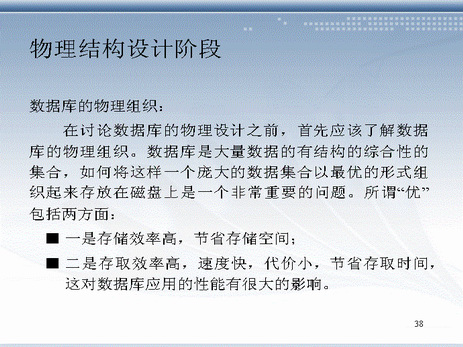 物理结构设计阶段
数据库的物理组织：
在讨论数据库的物理设计之前，首先应该了解数据
库的物理组织。数据库是大量数据的有结构的综合性的
集合，如何将这样一个庞大的数据集合以最优的形式组
织起来存放在磁盘上是一个非常重要的问题。所谓“优”
包括两方面：
■ 一是存储效率高，节省存储空间；
■ 二是存取效率高，速度快，代价小，节省存取时间，
这对数据库应用的性能有很大的影响。
38